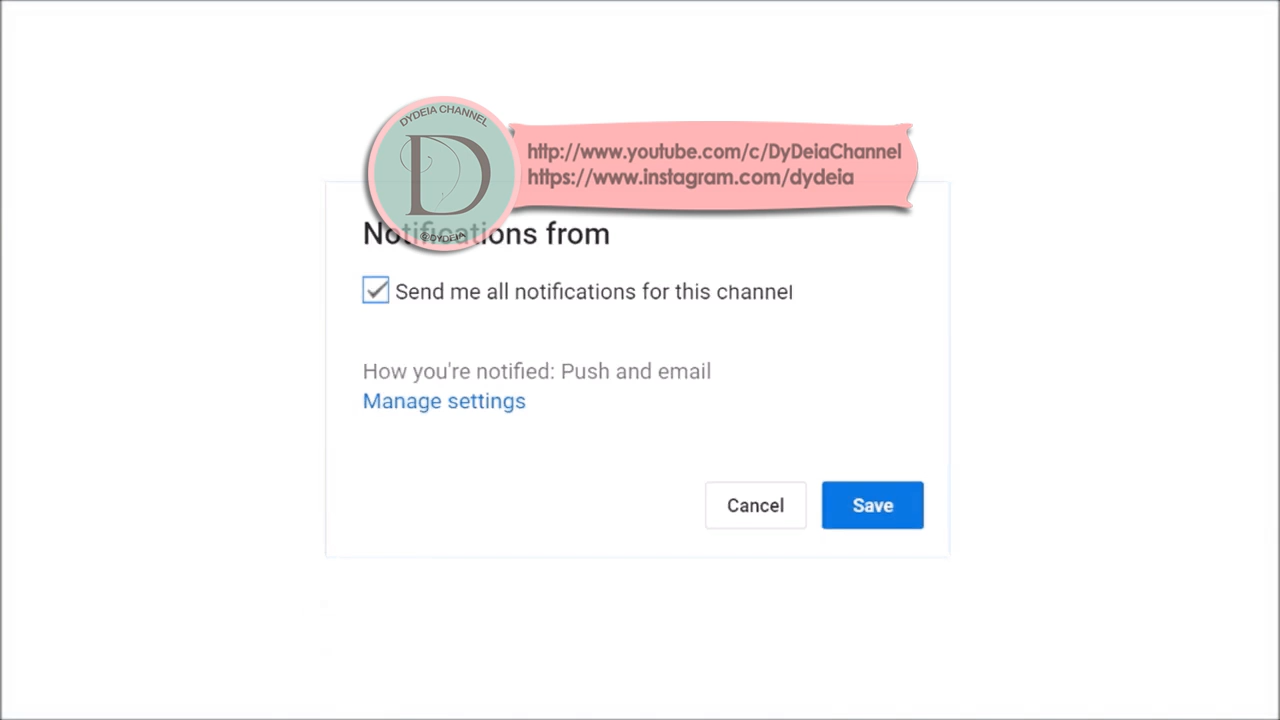 DYDEIA CHANNEL
D
@DYDEIA
http://www.youtube.com/c/DyDeiaChannel
https://www.instagram.com/dydeia
Notifications from
Send me all notifications for this channel
How you're notified: Push and email
Manage settings
Cancel
Save